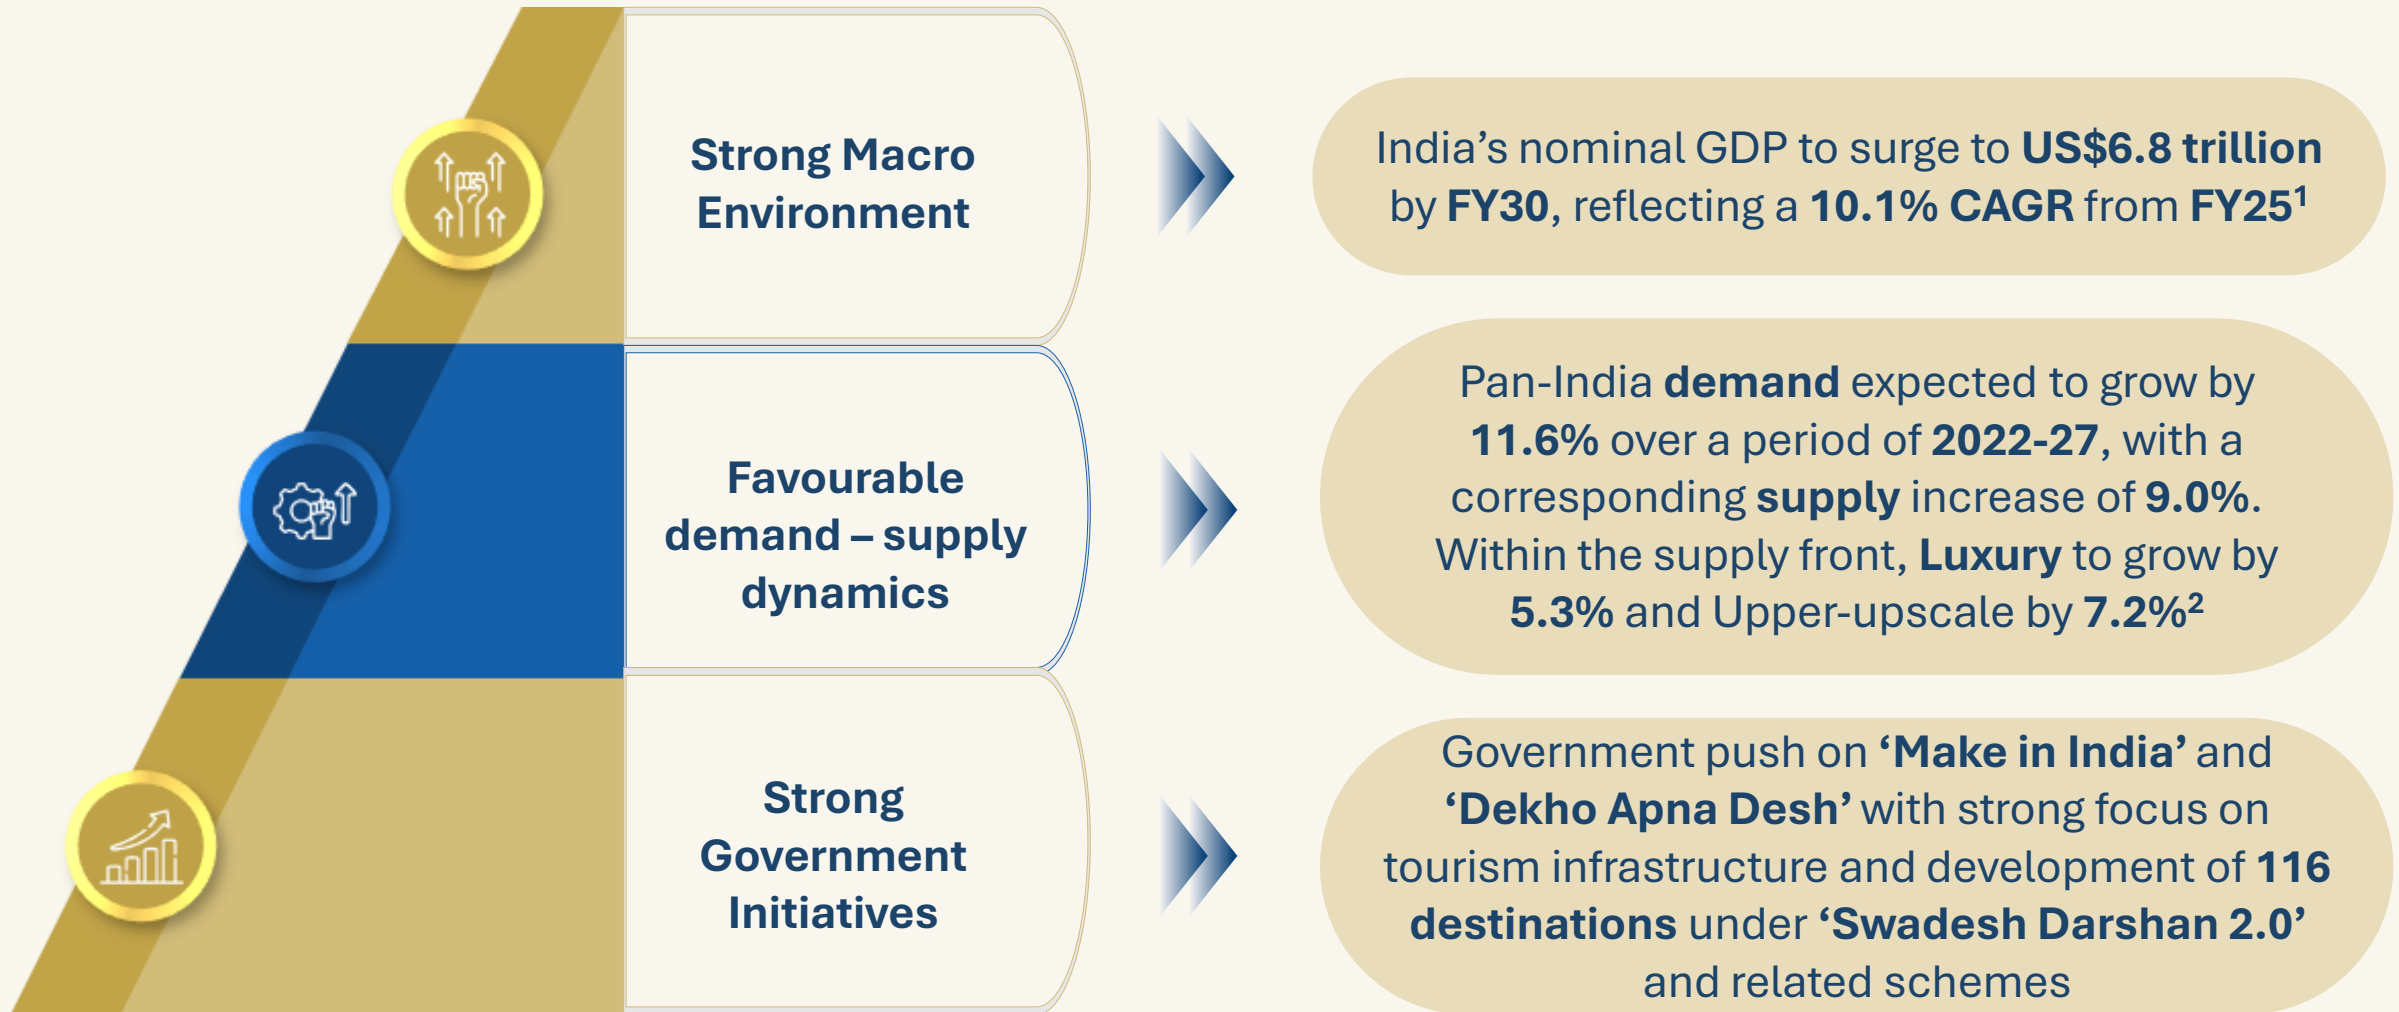 Strong Macro
Environment
India’s nominal GDP to surge to US$6.8 trillion
by FY30, reflecting a 10.1% CAGR from FY25¹
Favourable
demand – supply
dynamics
Pan-India demand expected to grow by
11.6% over a period of 2022-27, with a
corresponding supply increase of 9.0%.
Within the supply front, Luxury to grow by
5.3% and Upper-upscale by 7.2%²
Strong
Government
Initiatives
Government push on ‘Make in India’ and
‘Dekho Apna Desh’ with strong focus on
tourism infrastructure and development of 116
destinations under ‘Swadesh Darshan 2.0’
and related schemes